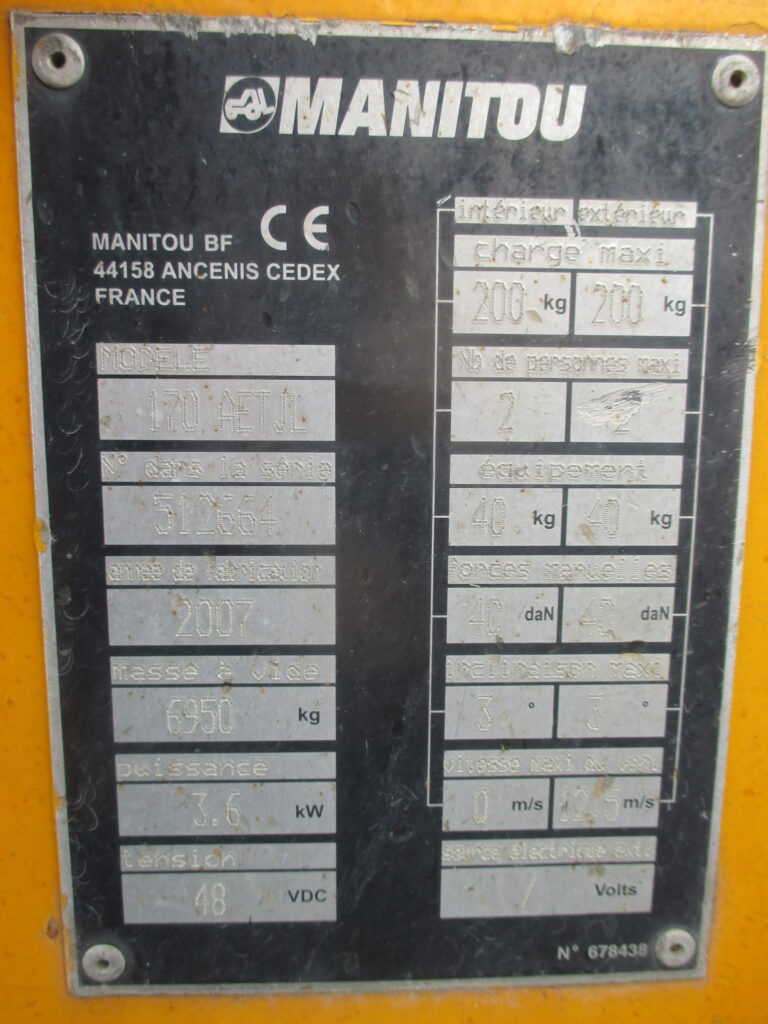 MANITOU
MANITOU BF CE
44158 ANCENIS CEDEX
FRANCE
MODELE
170 AETJL
N° dans la série
512664
année de fabrication
2007
masse à vide
6950 kg
puissance
3.6 kW
tension
48 VDC
intérieur extérieur
charge maxi
200 kg 200 kg
Nb de personnes maxi
2 2
équipement
40 kg 40 kg
forces manuelles
40 daN 40 daN
inclinaison maxi
3 ° 3 °
vitesse maxi du vent
0 m/s 12.5 m/s
source électrique ext.
/ Volts
N° 678438